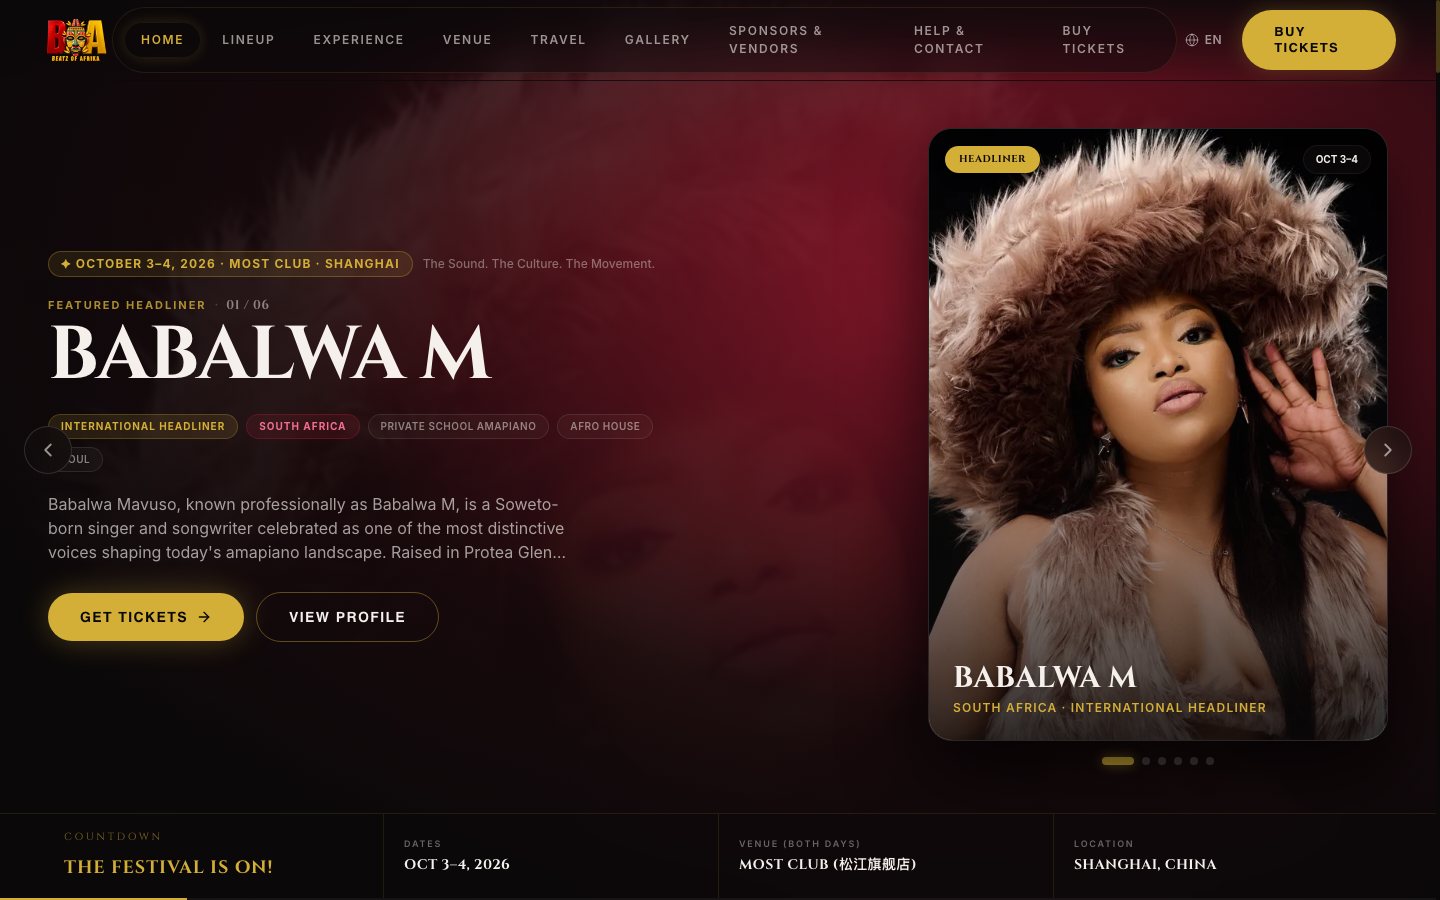 BOA
BEATZ OF AFRIKA
HOME
LINEUP
EXPERIENCE
VENUE
TRAVEL
GALLERY
SPONSORS &
VENDORS
HELP &
CONTACT
BUY
TICKETS
EN
BUY
TICKETS
HEADLINER
OCT 3–4
✦ OCTOBER 3–4, 2026 · MOST CLUB · SHANGHAI
The Sound. The Culture. The Movement.
FEATURED HEADLINER · 01 / 06
BABALWA M
INTERNATIONAL HEADLINER
SOUTH AFRICA
PRIVATE SCHOOL AMAPIANO
AFRO HOUSE
OUL
Babalwa Mavuso, known professionally as Babalwa M, is a Soweto-
born singer and songwriter celebrated as one of the most distinctive
voices shaping today's amapiano landscape. Raised in Protea Glen...
GET TICKETS →
VIEW PROFILE
BABALWA M
SOUTH AFRICA · INTERNATIONAL HEADLINER
COUNTDOWN
THE FESTIVAL IS ON!
DATES
OCT 3–4, 2026
VENUE (BOTH DAYS)
MOST CLUB (松江旗舰店)
LOCATION
SHANGHAI, CHINA